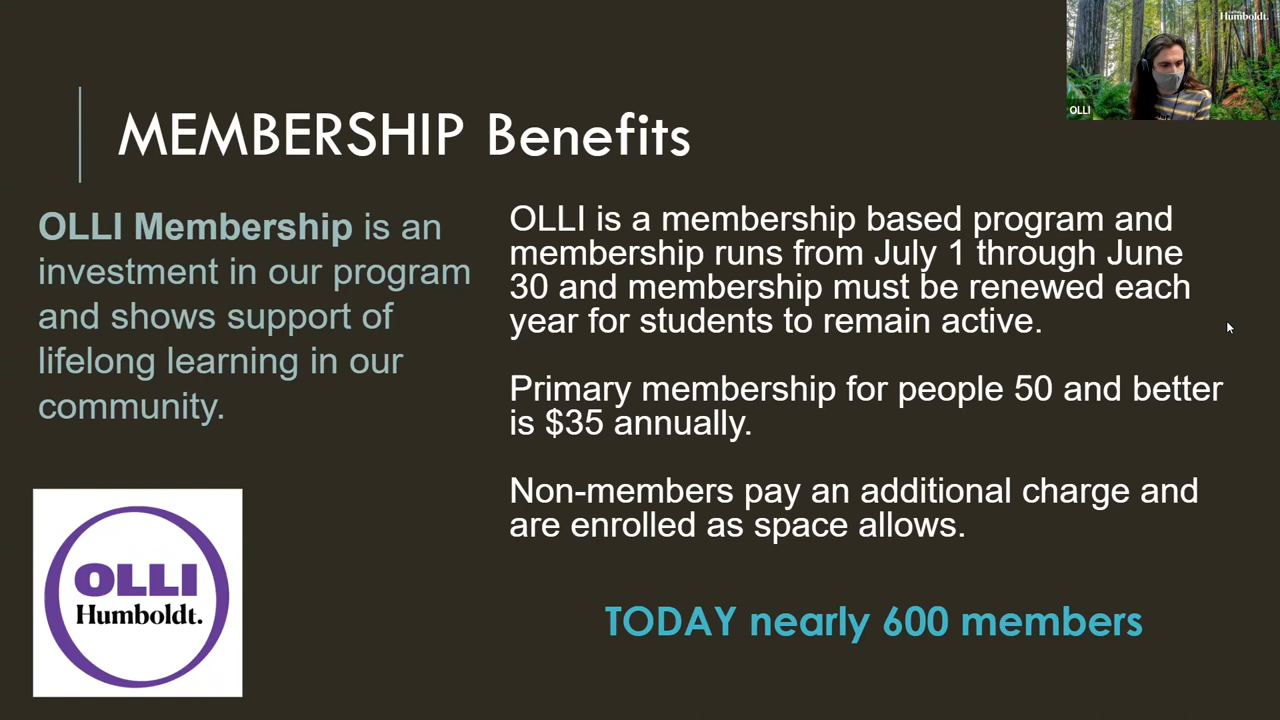 Humboldt.
OLLI
MEMBERSHIP Benefits
OLLI Membership is an
investment in our program
and shows support of
lifelong learning in our
community.
OLLI is a membership based program and
membership runs from July 1 through June
30 and membership must be renewed each
year for students to remain active.
Primary membership for people 50 and better
is $35 annually.
Non-members pay an additional charge and
are enrolled as space allows.
TODAY nearly 600 members
OLLI
Humboldt.